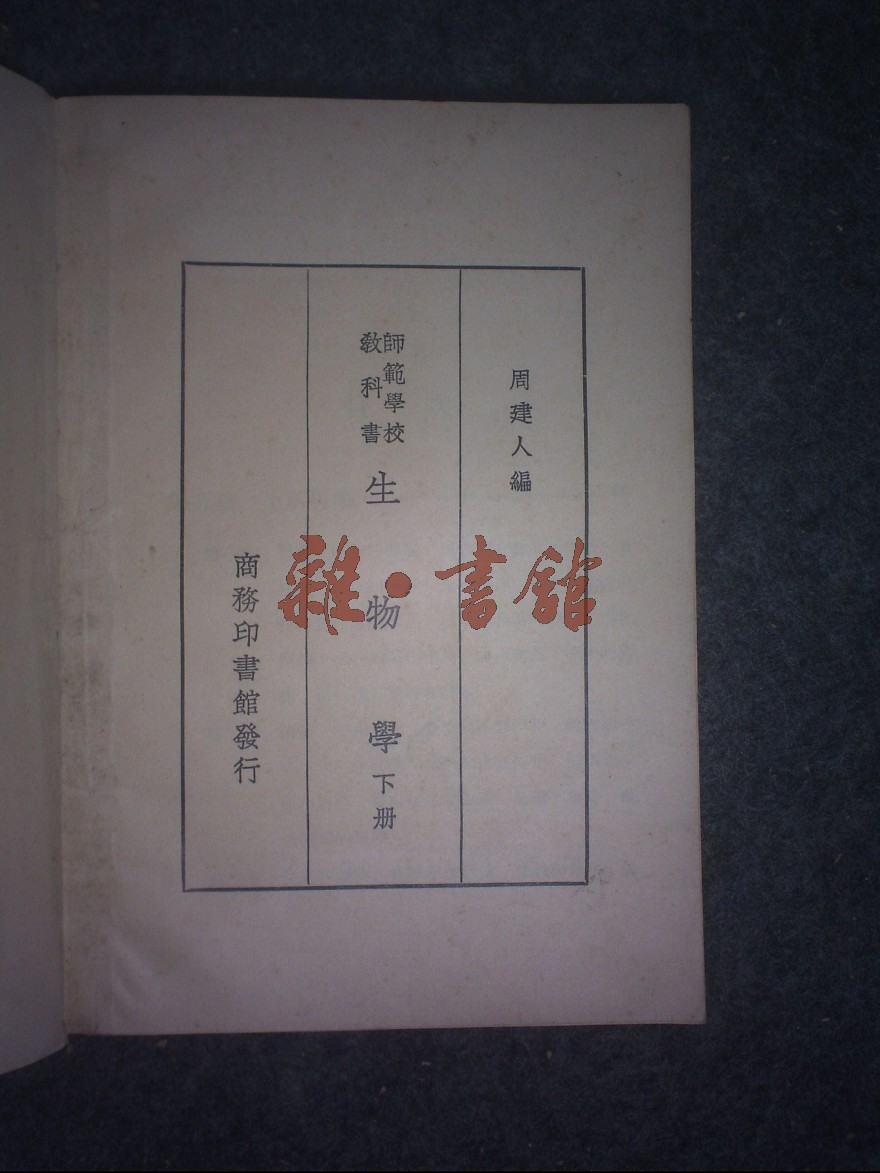 周建人編
師範學校
教科書
生物學下册
商務印書館發行
雜·書館